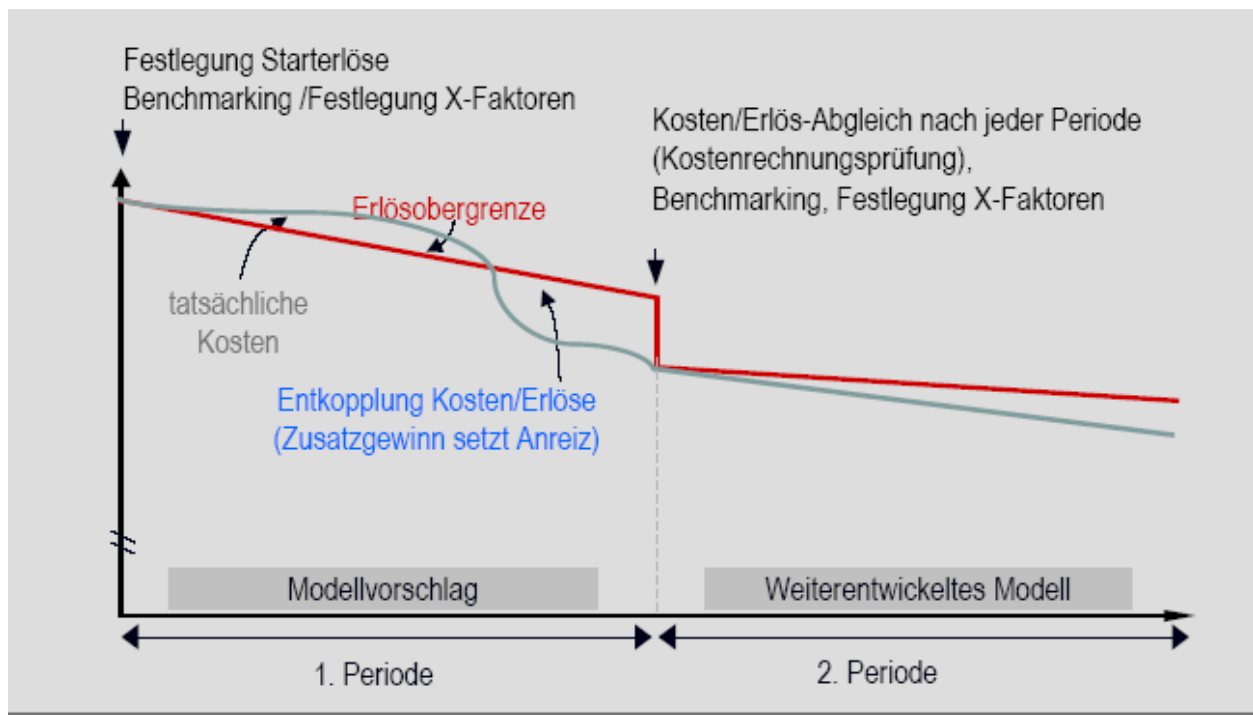 Festlegung Starterlöse
Benchmarking /Festlegung X-Faktoren
Kosten/Erlös-Abgleich nach jeder Periode
(Kostenrechnungsprüfung),
Benchmarking, Festlegung X-Faktoren
Erlösobergrenze
tatsächliche
Kosten
Entkopplung Kosten/Erlöse
(Zusatzgewinn setzt Anreiz)
Modellvorschlag
Weiterentwickeltes Modell
1. Periode
2. Periode